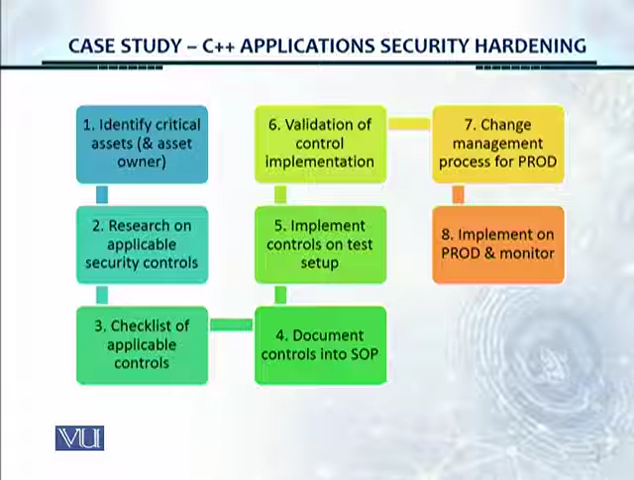 CASE STUDY – C++ APPLICATIONS SECURITY HARDENING
1. Identify critical
assets (& asset
owner)
2. Research on
applicable
security controls
3. Checklist of
applicable
controls
4. Document
controls into SOP
5. Implement
controls on test
setup
6. Validation of
control
implementation
7. Change
management
process for PROD
8. Implement on
PROD & monitor
VU